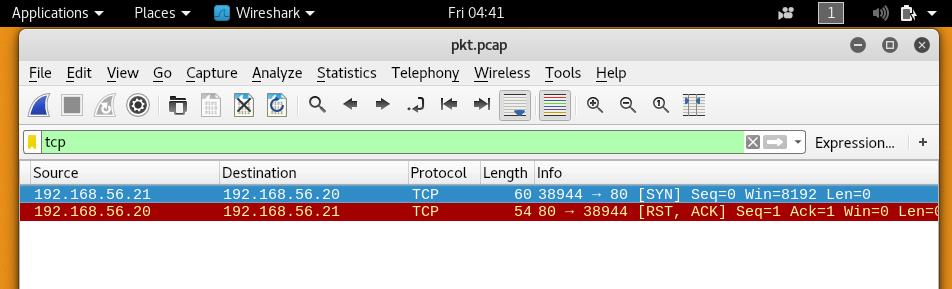 Applications Places Wireshark Fri 04:41 1
pkt.pcap
File Edit View Go Capture Analyze Statistics Telephony Wireless Tools Help
tcp Expression... +
Source Destination Protocol Length Info
192.168.56.21 192.168.56.20 TCP 60 38944 → 80 [SYN] Seq=0 Win=8192 Len=0
192.168.56.20 192.168.56.21 TCP 54 80 → 38944 [RST, ACK] Seq=1 Ack=1 Win=0 Len=0